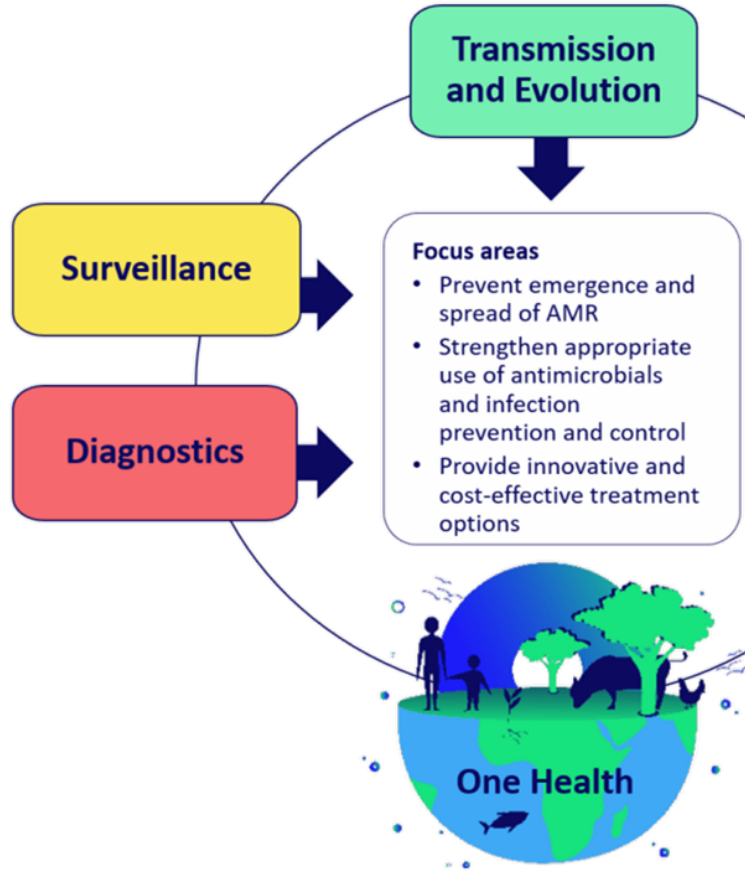 Transmission
and Evolution
Surveillance
Diagnostics
Focus areas
• Prevent emergence and
spread of AMR
• Strengthen appropriate
use of antimicrobials
and infection
prevention and control
• Provide innovative and
cost-effective treatment
options
One Health